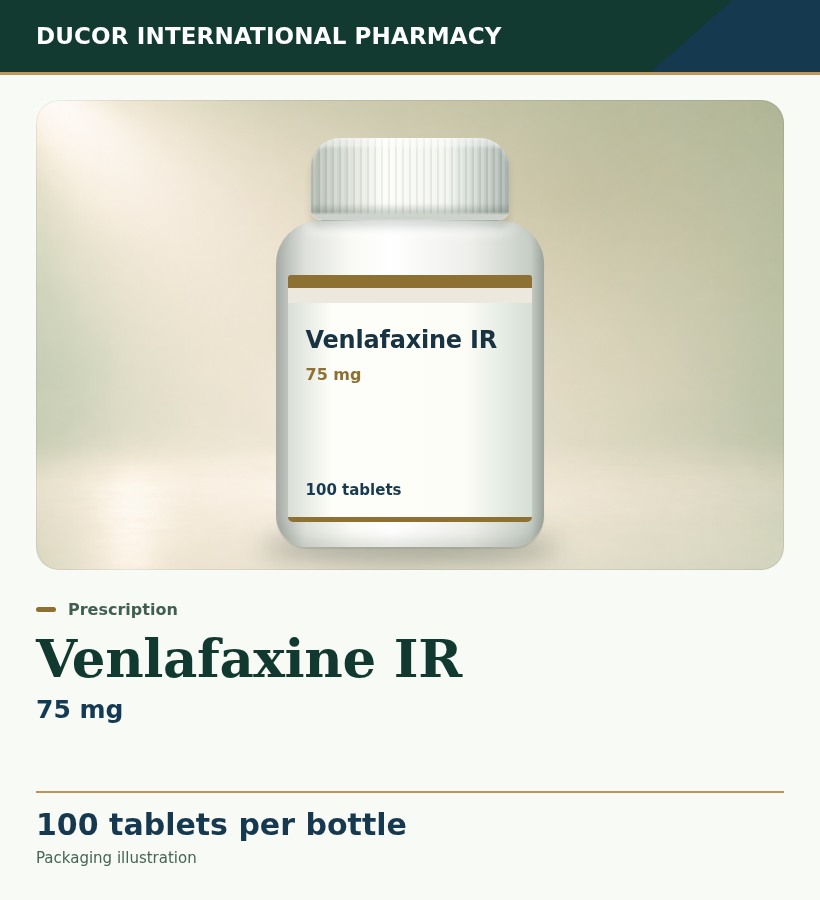 DUCOR INTERNATIONAL PHARMACY
Venlafaxine IR
75 mg
100 tablets
Prescription
Venlafaxine IR
75 mg
100 tablets per bottle
Packaging illustration